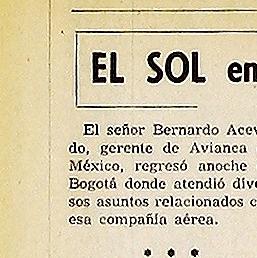 EL SOL en
El señor Bernardo Acev
do, gerente de Avianca
México, regresó anoche
Bogotá donde atendió dive
sos asuntos relacionados c
esa compañía aérea.